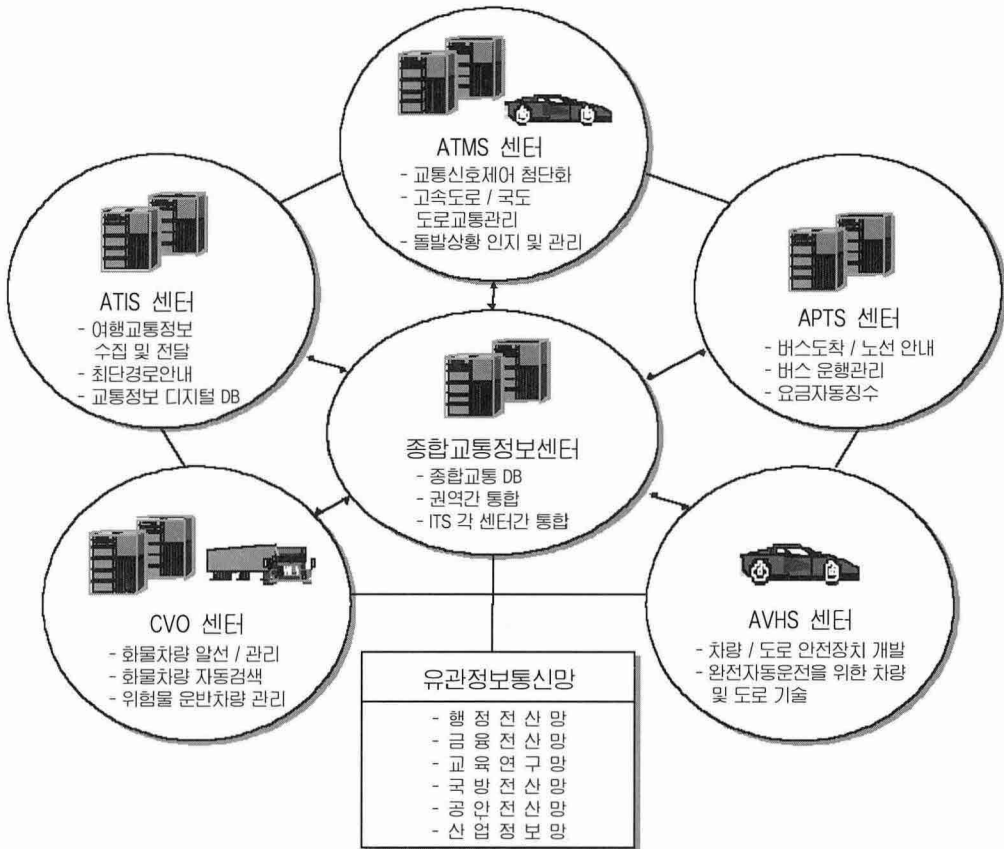 ATMS 센터
- 교통신호제어 첨단화
- 고속도로 / 국도
도로교통관리
- 돌발상황 인지 및 관리
ATIS 센터
- 여행교통정보
수집 및 전달
- 최단경로안내
- 교통정보 디지털 DB
APTS 센터
- 버스도착 / 노선 안내
- 버스 운행관리
- 요금자동징수
종합교통정보센터
- 종합교통 DB
- 권역간 통합
- ITS 각 센터간 통합
CVO 센터
- 화물차량 알선 / 관리
- 화물차량 자동검색
- 위험물 운반차량 관리
AVHS 센터
- 차량 / 도로 안전장치 개발
- 완전자동운전을 위한 차량
및 도로 기술
유관정보통신망
- 행 정 전 산 망
- 금 융 전 산 망
- 교 육 연 구 망
- 국 방 전 산 망
- 공 안 전 산 망
- 산 업 정 보 망